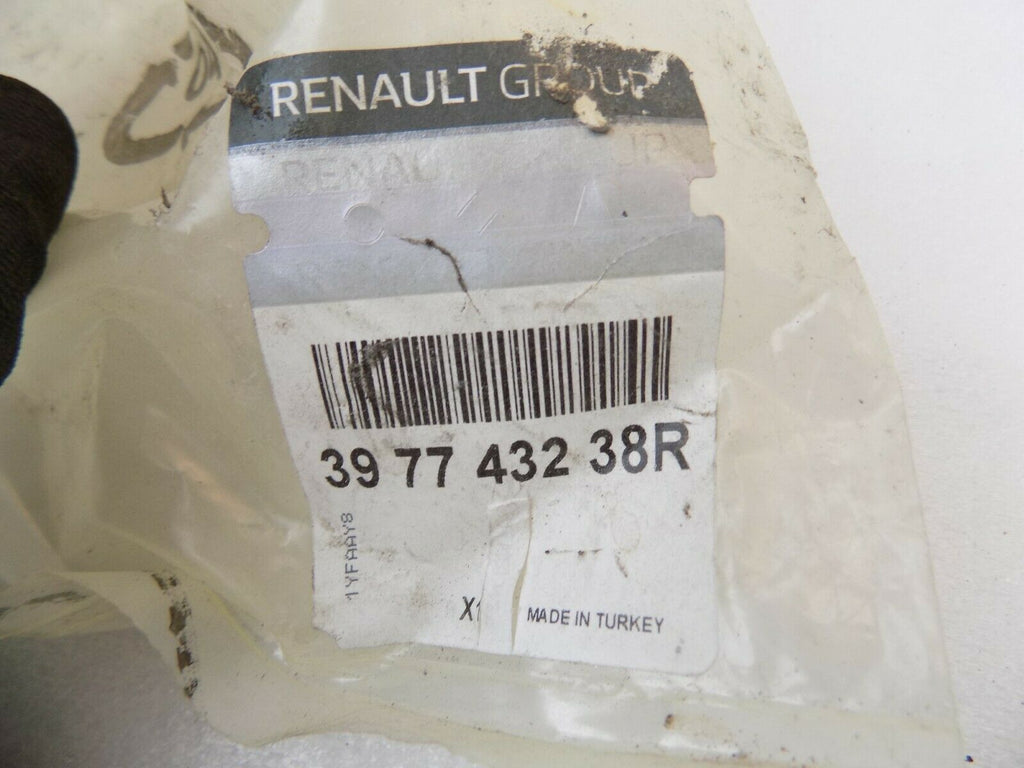 RENAULT GROUP
39 77 432 38R
1YFAAY8
X1
MADE IN TURKEY